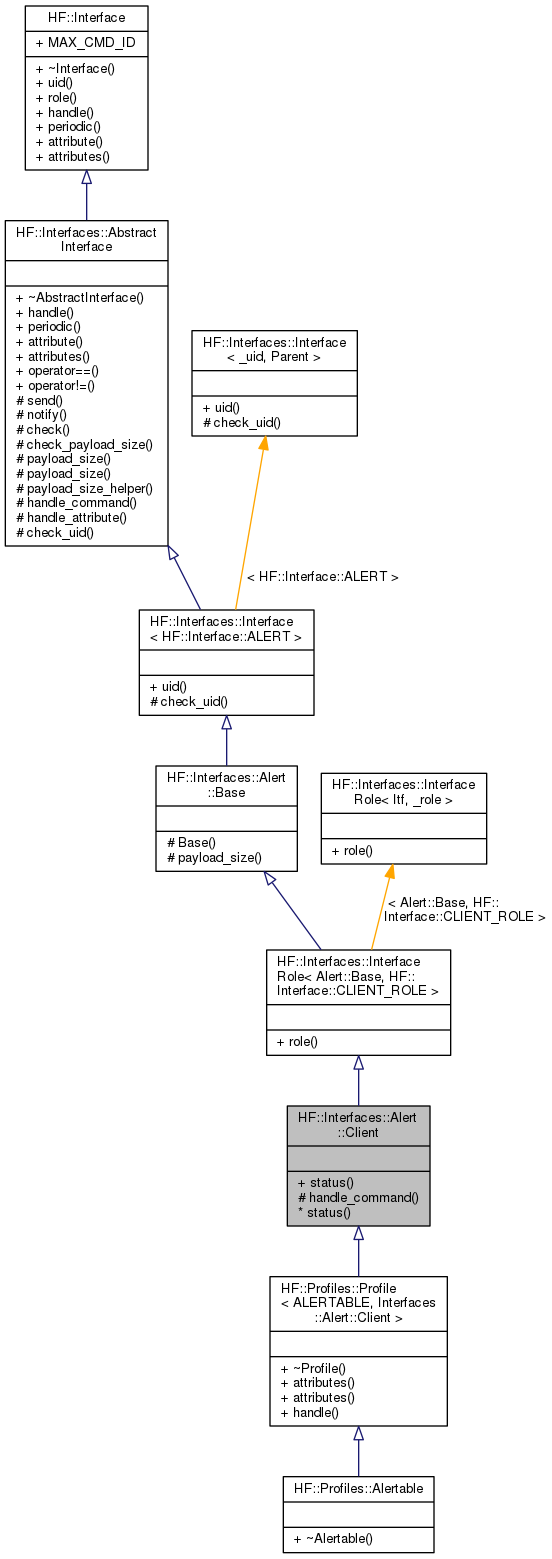 HF::Interface
+ MAX_CMD_ID
+ ~Interface()
+ uid()
+ role()
+ handle()
+ periodic()
+ attribute()
+ attributes()
HF::Interfaces::Abstract
Interface
+ ~AbstractInterface()
+ handle()
+ periodic()
+ attribute()
+ attributes()
+ operator==()
+ operator!=()
# send()
# notify()
# check()
# check_payload_size()
# payload_size()
# payload_size()
# payload_size_helper()
# handle_command()
# handle_attribute()
# check_uid()
HF::Interfaces::Interface
< _uid, Parent >
+ uid()
# check_uid()
< HF::Interface::ALERT >
HF::Interfaces::Interface
< HF::Interface::ALERT >
+ uid()
# check_uid()
HF::Interfaces::Alert
::Base
# Base()
# payload_size()
HF::Interfaces::Interface
Role< Itf, _role >
+ role()
< Alert::Base, HF::
Interface::CLIENT_ROLE >
HF::Interfaces::Interface
Role< Alert::Base, HF::
Interface::CLIENT_ROLE >
+ role()
HF::Interfaces::Alert
::Client
+ status()
# handle_command()
* status()
HF::Profiles::Profile
< ALERTABLE, Interfaces
::Alert::Client >
+ ~Profile()
+ attributes()
+ attributes()
+ handle()
HF::Profiles::Alertable
+ ~Alertable()